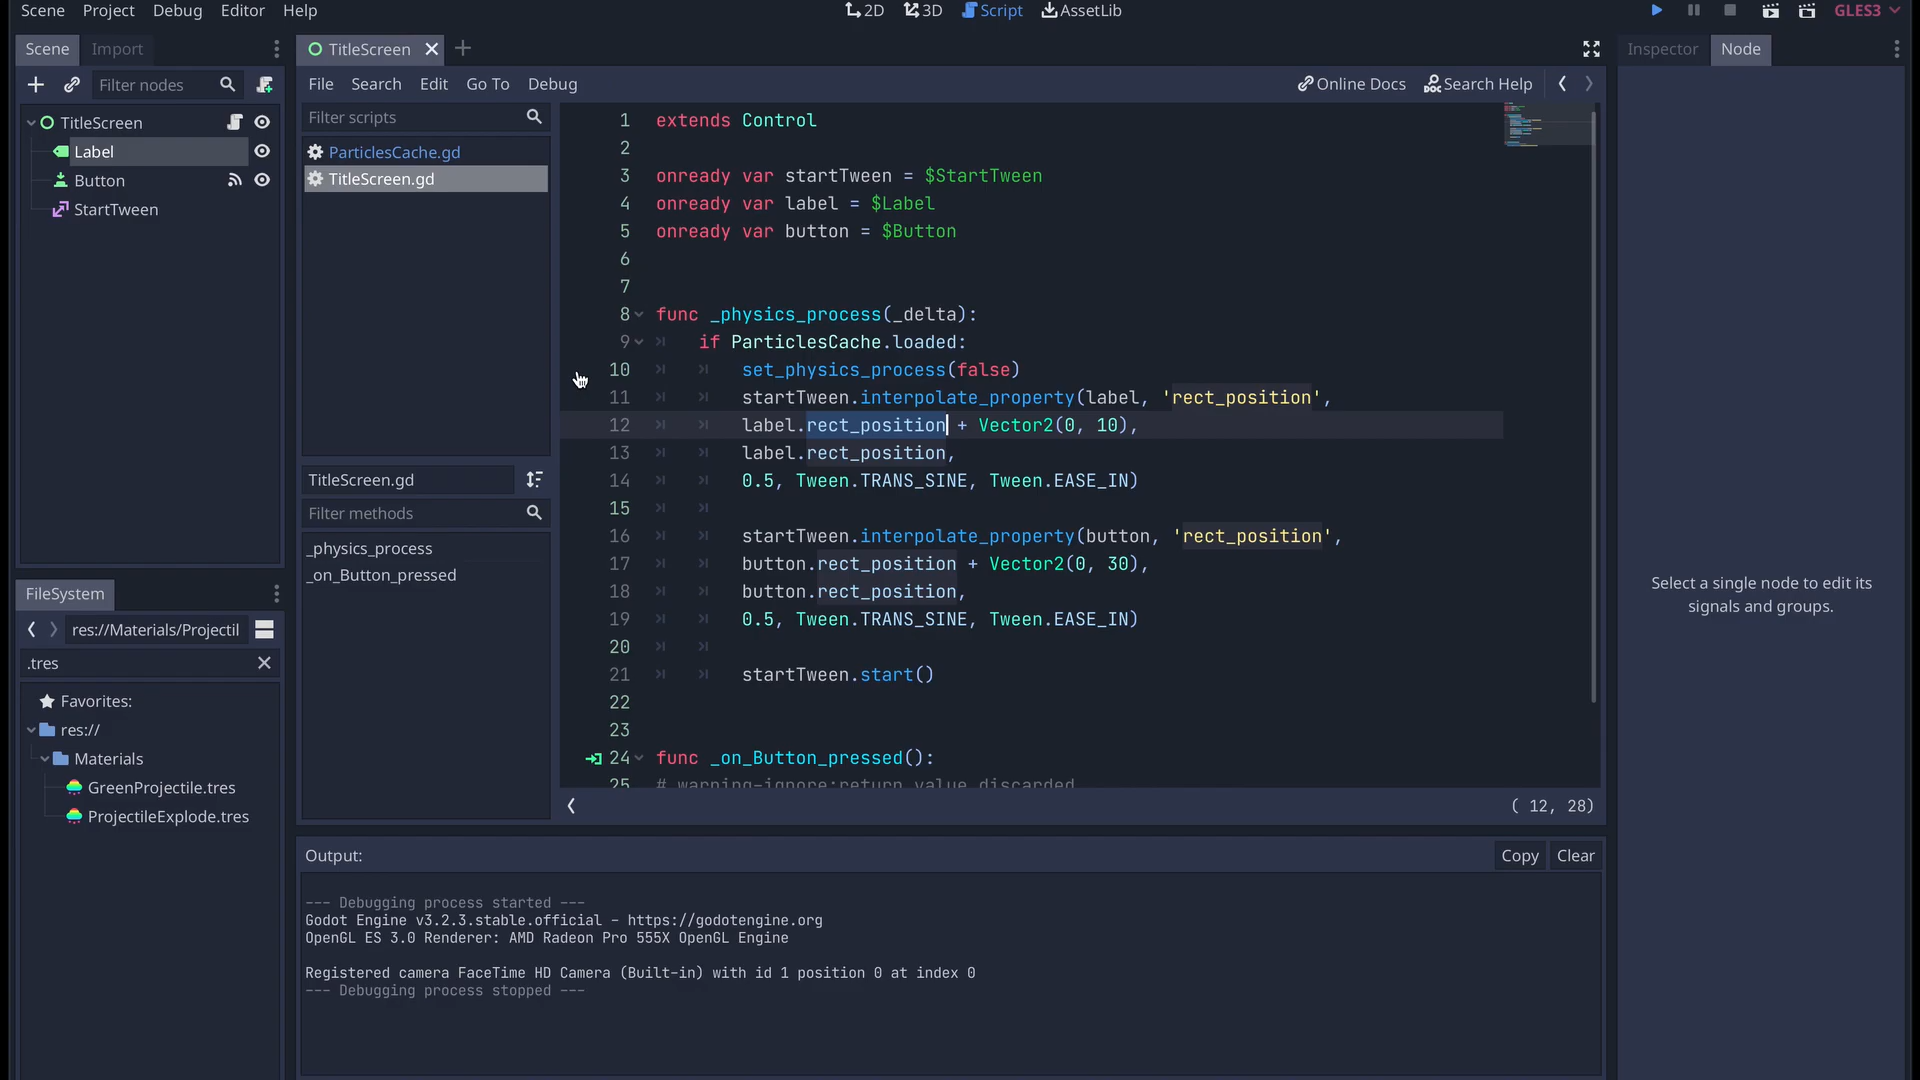 Scene Project Debug Editor Help 2D 3D Script AssetLib GLES3
Scene Import
Filter nodes
TitleScreen
Label
Button
StartTween
FileSystem
res://Materials/Projectil
.tres
Favorites:
res://
Materials
GreenProjectile.tres
ProjectileExplode.tres
TitleScreen
File Search Edit Go To Debug Online Docs Search Help
Filter scripts
ParticlesCache.gd
TitleScreen.gd
TitleScreen.gd
Filter methods
_physics_process
_on_Button_pressed
1 extends Control
2
3 onready var startTween = $StartTween
4 onready var label = $Label
5 onready var button = $Button
6
7
8 func _physics_process(_delta):
9 if ParticlesCache.loaded:
10 set_physics_process(false)
11 startTween.interpolate_property(label, 'rect_position',
12 label.rect_position + Vector2(0, 10),
13 label.rect_position,
14 0.5, Tween.TRANS_SINE, Tween.EASE_IN)
15
16 startTween.interpolate_property(button, 'rect_position',
17 button.rect_position + Vector2(0, 30),
18 button.rect_position,
19 0.5, Tween.TRANS_SINE, Tween.EASE_IN)
20
21 startTween.start()
22
23
24 func _on_Button_pressed():
25 # warning-ignore:return_value_discarded
( 12, 28)
Output:
Copy Clear
--- Debugging process started ---
Godot Engine v3.2.3.stable.official - https://godotengine.org
OpenGL ES 3.0 Renderer: AMD Radeon Pro 555X OpenGL Engine
Registered camera FaceTime HD Camera (Built-in) with id 1 position 0 at index 0
--- Debugging process stopped ---
Inspector Node
Select a single node to edit its
signals and groups.